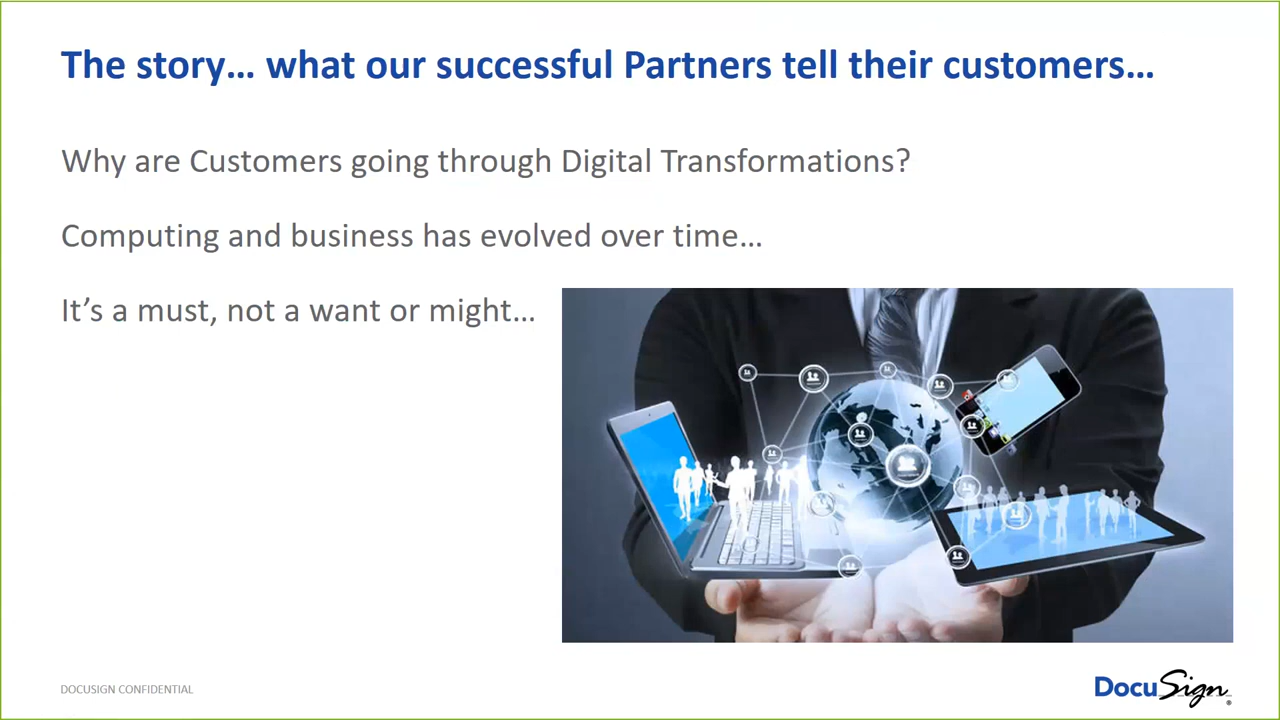 The story… what our successful Partners tell their customers…
Why are Customers going through Digital Transformations?
Computing and business has evolved over time…
It’s a must, not a want or might…
DOCUSIGN CONFIDENTIAL
DocuSign®